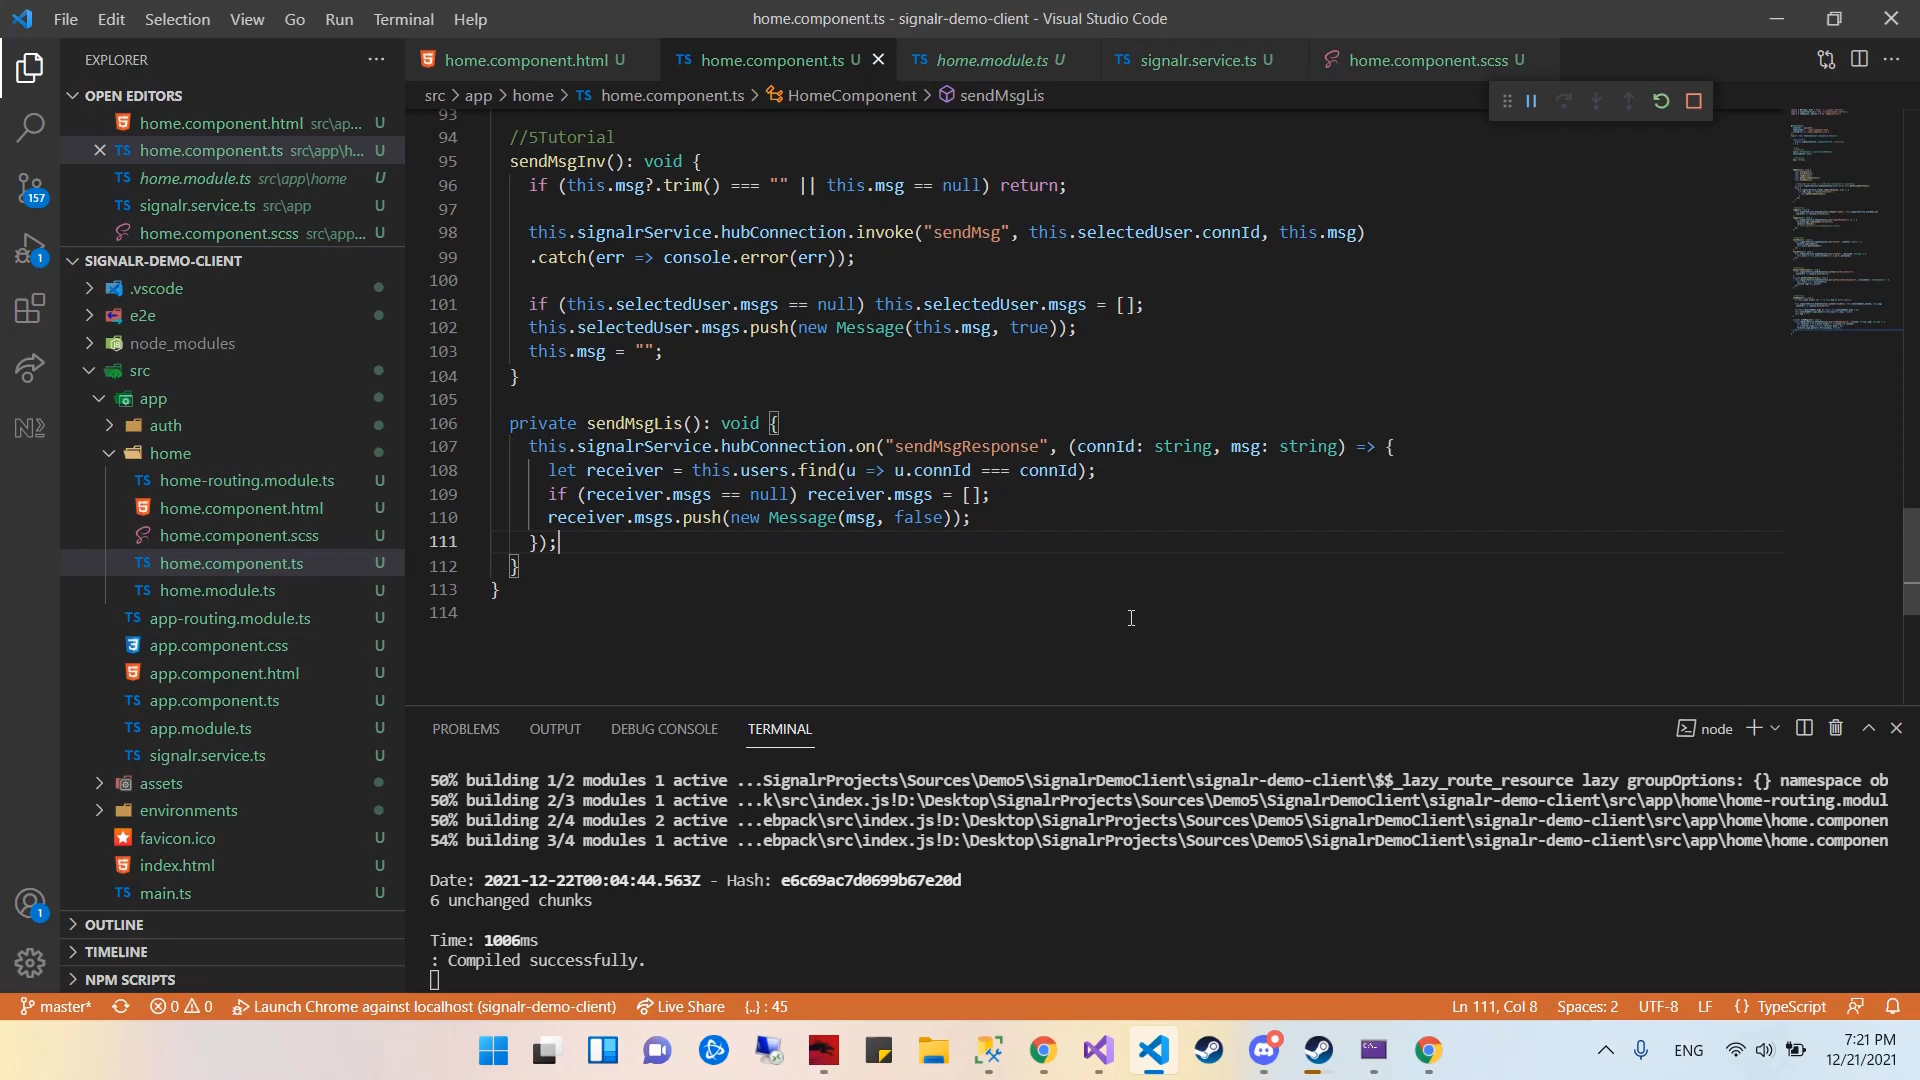 File Edit Selection View Go Run Terminal Help
home.component.ts - signalr-demo-client - Visual Studio Code
EXPLORER
OPEN EDITORS
home.component.html src\ap... U
home.component.ts src\app\h... U
home.module.ts src\app\home U
signalr.service.ts src\app U
home.component.scss src\app... U
SIGNALR-DEMO-CLIENT
.vscode
e2e
node_modules
src
app
auth
home
home-routing.module.ts U
home.component.html U
home.component.scss U
home.component.ts U
home.module.ts U
app-routing.module.ts U
app.component.css U
app.component.html U
app.component.ts U
app.module.ts U
signalr.service.ts U
assets
environments
favicon.ico U
index.html U
main.ts U
OUTLINE
TIMELINE
NPM SCRIPTS
157
1
1
home.component.html U
TS home.component.ts U
TS home.module.ts U
TS signalr.service.ts U
home.component.scss U
src > app > home > TS home.component.ts > HomeComponent > sendMsgLis
93
94 //5Tutorial
95 sendMsgInv(): void {
96 if (this.msg?.trim() === "" || this.msg == null) return;
97
98 this.signalrService.hubConnection.invoke("sendMsg", this.selectedUser.connId, this.msg)
99 .catch(err => console.error(err));
100
101 if (this.selectedUser.msgs == null) this.selectedUser.msgs = [];
102 this.selectedUser.msgs.push(new Message(this.msg, true));
103 this.msg = "";
104 }
105
106 private sendMsgLis(): void {
107 this.signalrService.hubConnection.on("sendMsgResponse", (connId: string, msg: string) => {
108 let receiver = this.users.find(u => u.connId === connId);
109 if (receiver.msgs == null) receiver.msgs = [];
110 receiver.msgs.push(new Message(msg, false));
111 });
112 }
113 }
114
PROBLEMS OUTPUT DEBUG CONSOLE TERMINAL
node
50% building 1/2 modules 1 active ...SignalrProjects\Sources\Demo5\SignalrDemoClient\signalr-demo-client\$$_lazy_route_resource lazy groupOptions: {} namespace ob
50% building 2/3 modules 1 active ...k\src\index.js!D:\Desktop\SignalrProjects\Sources\Demo5\SignalrDemoClient\signalr-demo-client\src\app\home\home-routing.modul
50% building 2/4 modules 2 active ...ebpack\src\index.js!D:\Desktop\SignalrProjects\Sources\Demo5\SignalrDemoClient\signalr-demo-client\src\app\home\home.componen
54% building 3/4 modules 1 active ...ebpack\src\index.js!D:\Desktop\SignalrProjects\Sources\Demo5\SignalrDemoClient\signalr-demo-client\src\app\home\home.componen
Date: 2021-12-22T00:04:44.563Z - Hash: e6c69ac7d0699b67e20d
6 unchanged chunks
Time: 1006ms
: Compiled successfully.
master* 0 0 Launch Chrome against localhost (signalr-demo-client) Live Share {..} : 45
Ln 111, Col 8 Spaces: 2 UTF-8 LF {} TypeScript
ENG
7:21 PM
12/21/2021